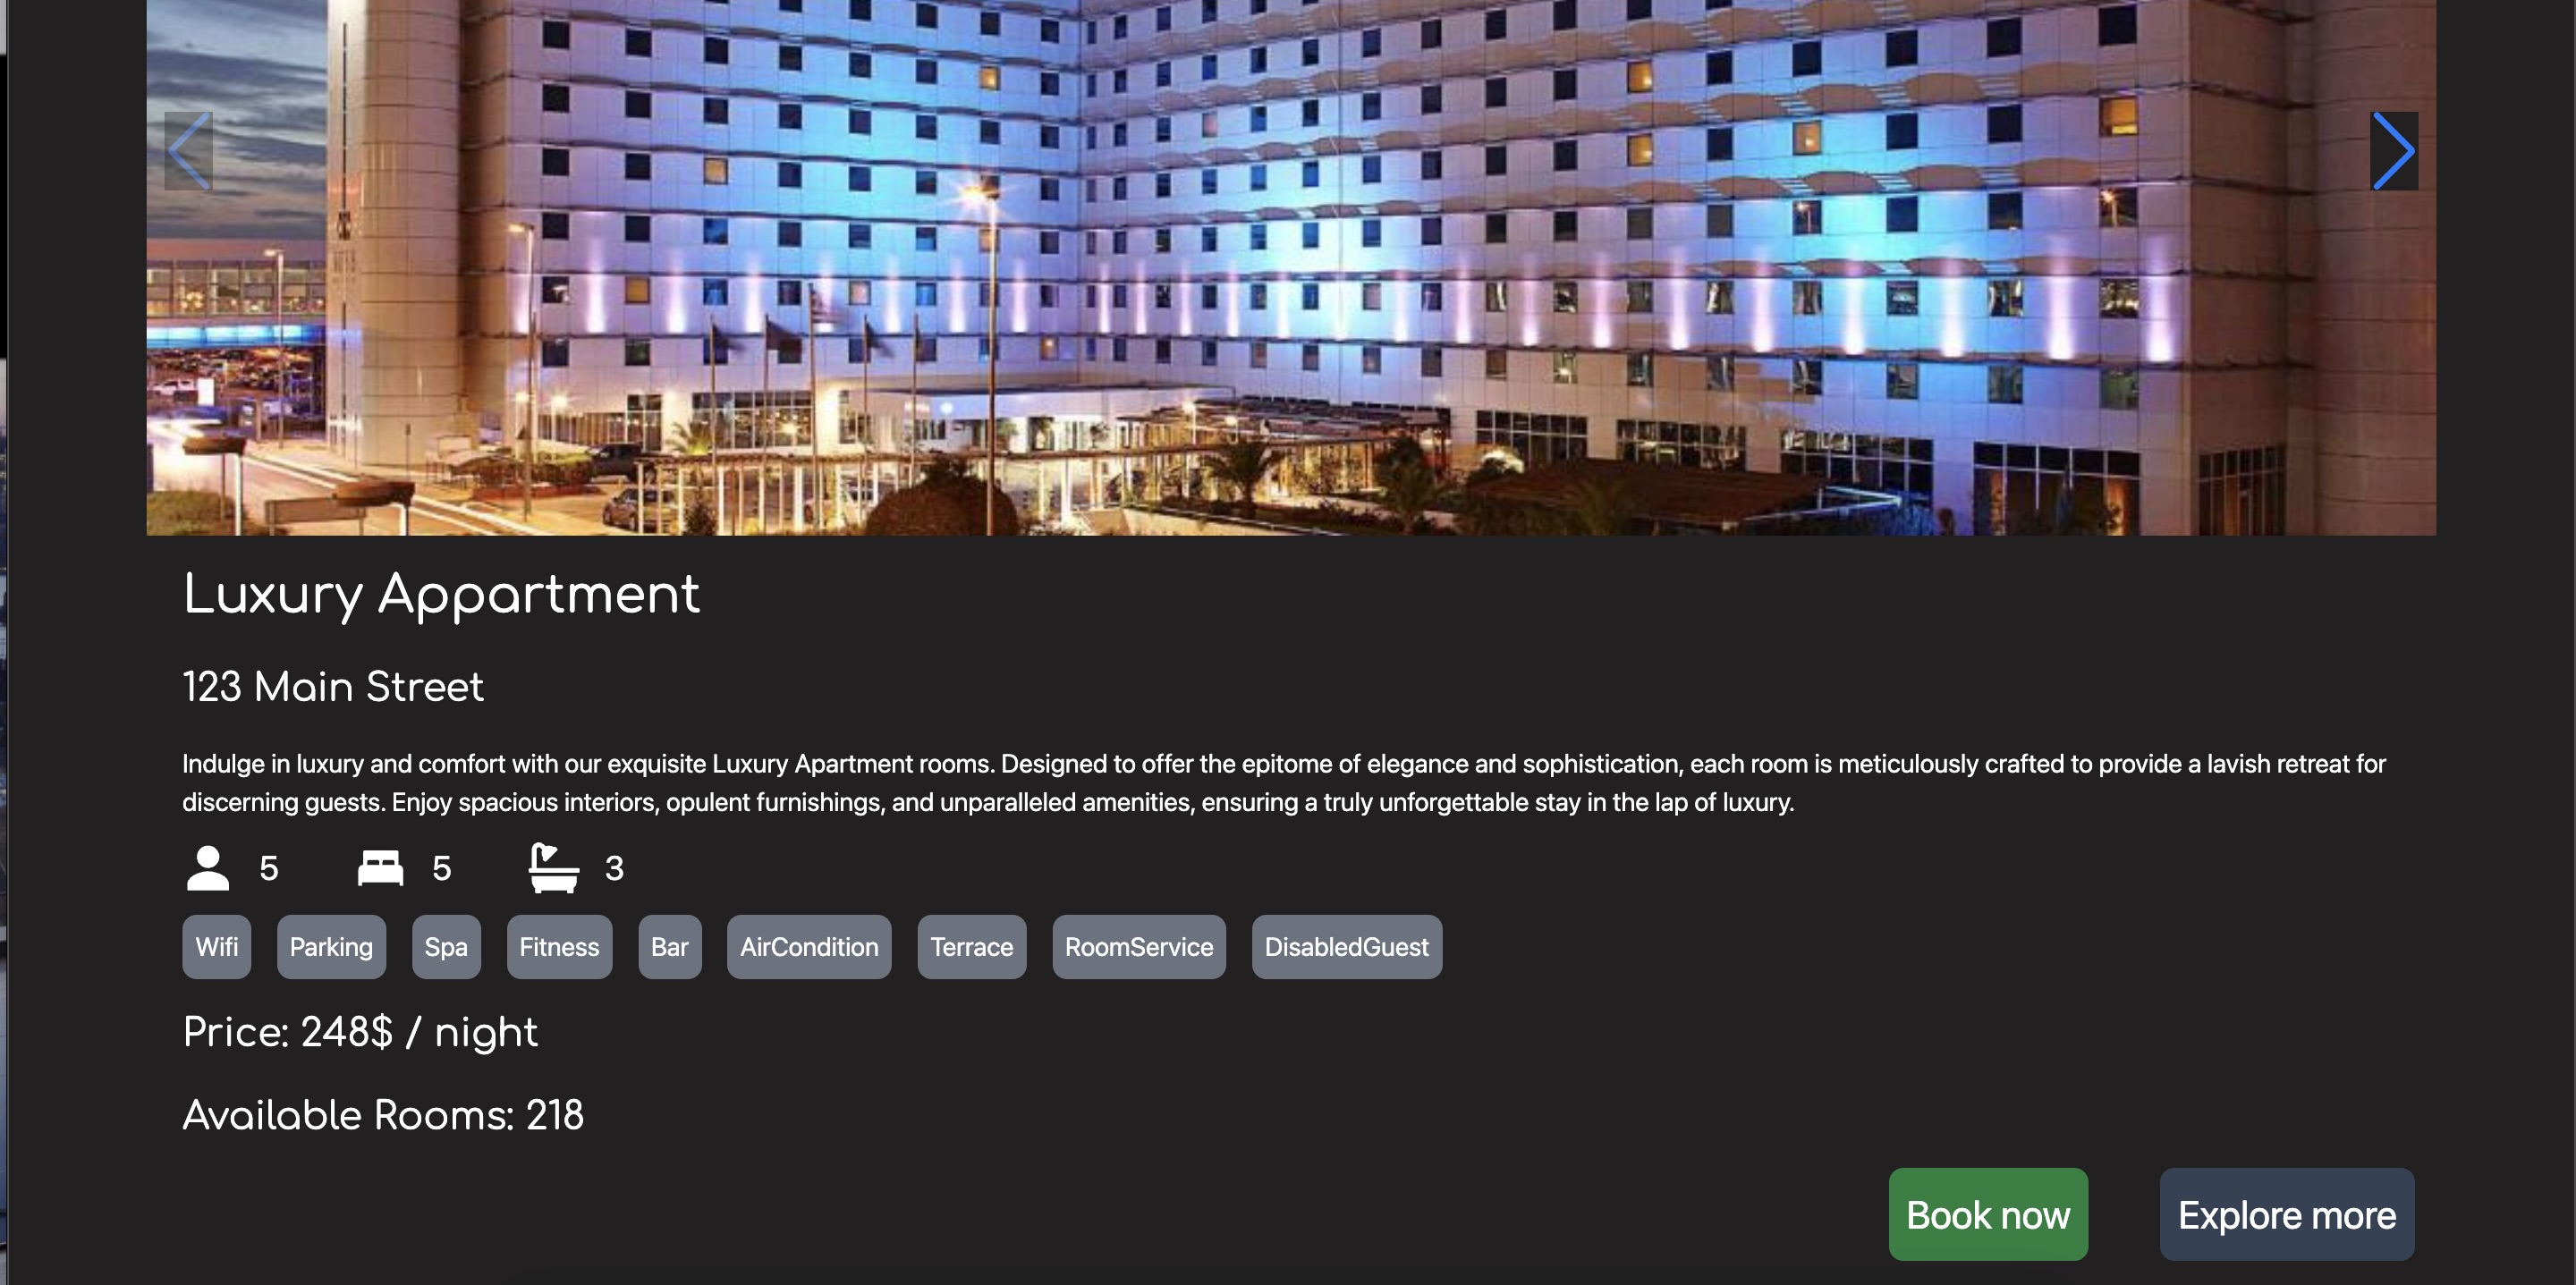 Luxury Appartment
123 Main Street
Indulge in luxury and comfort with our exquisite Luxury Apartment rooms. Designed to offer the epitome of elegance and sophistication, each room is meticulously crafted to provide a lavish retreat for
discerning guests. Enjoy spacious interiors, opulent furnishings, and unparalleled amenities, ensuring a truly unforgettable stay in the lap of luxury.
5 5 3
Wifi Parking Spa Fitness Bar AirCondition Terrace RoomService DisabledGuest
Price: 248$ / night
Available Rooms: 218
Book now Explore more